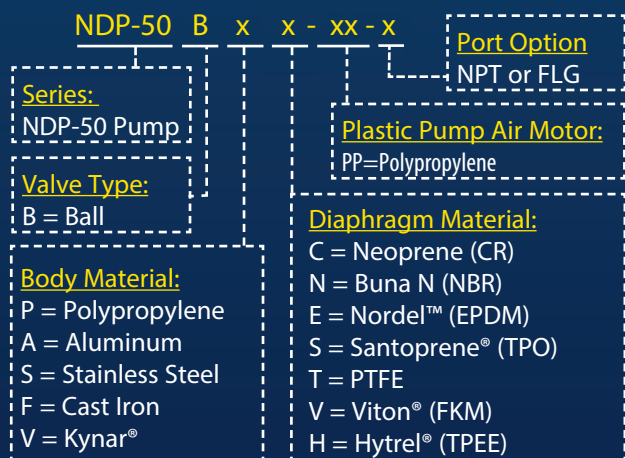 NDP-50 B x x - xx - x
Port Option
NPT or FLG
Series:
NDP-50 Pump
Plastic Pump Air Motor:
PP=Polypropylene
Valve Type:
B = Ball
Diaphragm Material:
C = Neoprene (CR)
N = Buna N (NBR)
E = Nordel™ (EPDM)
S = Santoprene® (TPO)
T = PTFE
V = Viton® (FKM)
H = Hytrel® (TPEE)
Body Material:
P = Polypropylene
A = Aluminum
S = Stainless Steel
F = Cast Iron
V = Kynar®